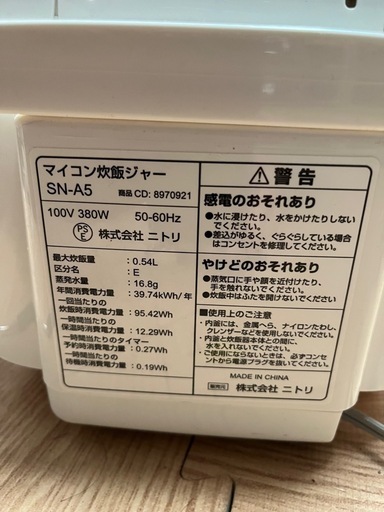 マイコン炊飯ジャー
SN-A5 商品CD: 8970921
100V 380W 50-60Hz
PSE 株式会社 ニトリ
最大炊飯量 : 0.54L
区分名 : E
蒸発水量 : 16.8g
年間消費電力量 : 39.74kWh/年
一回当たりの
炊飯時消費電力量 : 95.42Wh
一時間当たりの
保温時消費電力量 : 12.29Wh
一時間当たりのタイマー
予約時消費電力量 : 0.27Wh
一時間当たりの
待機時消費電力量 : 0.19Wh
警告
感電のおそれあり
●水に浸けたり、水をかけたりしない
でください。
●差込がゆるく、ぐらぐらしている場合
はコンセントを修理してください。
やけどのおそれあり
●蒸気口に手や顔を近付けたり、
手を触れたりしないでください。
●炊飯中はふたを開けないでください。
■使用上のご注意
・内釜には、金属へら、ナイロンたわし、
クレンザーなどを使用しないでください。
・内釜と炊飯器本体との間に、
異物を入れないでください。
・ご使用にならないときは、必ずコンセ
ントから電源プラグを抜いてください。
MADE IN CHINA
販売元 株式会社 ニトリ